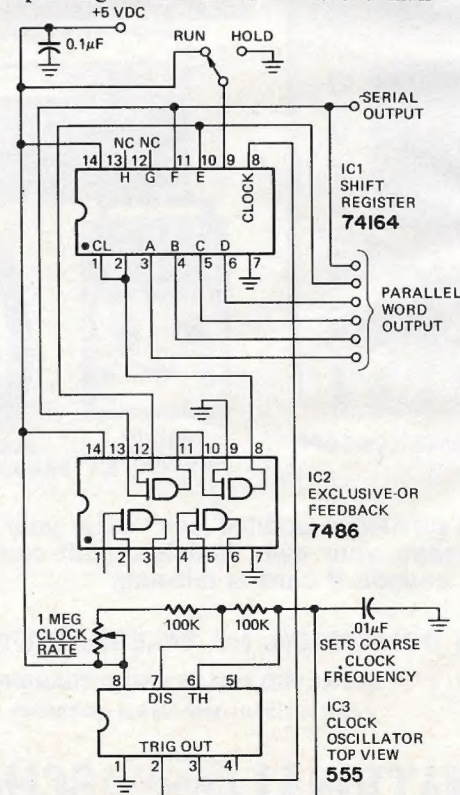 +5 VDC
0.1µF
RUN HOLD
SERIAL
OUTPUT
NC NC
14 13 12 11 10 9 8
H G F E
CLOCK
CL A B C D
1 2 3 4 5 6 7
IC1
SHIFT
REGISTER
74164
PARALLEL
WORD
OUTPUT
14 13 12 11 10 9 8
1 2 3 4 5 6 7
IC2
EXCLUSIVE-OR
FEEDBACK
7486
1 MEG
CLOCK
RATE
100K 100K
.01µF
SETS COARSE
CLOCK
FREQUENCY
8 7 6 5
DIS TH
TRIG OUT
1 2 3 4
IC3
CLOCK
OSCILLATOR
TOP VIEW
555